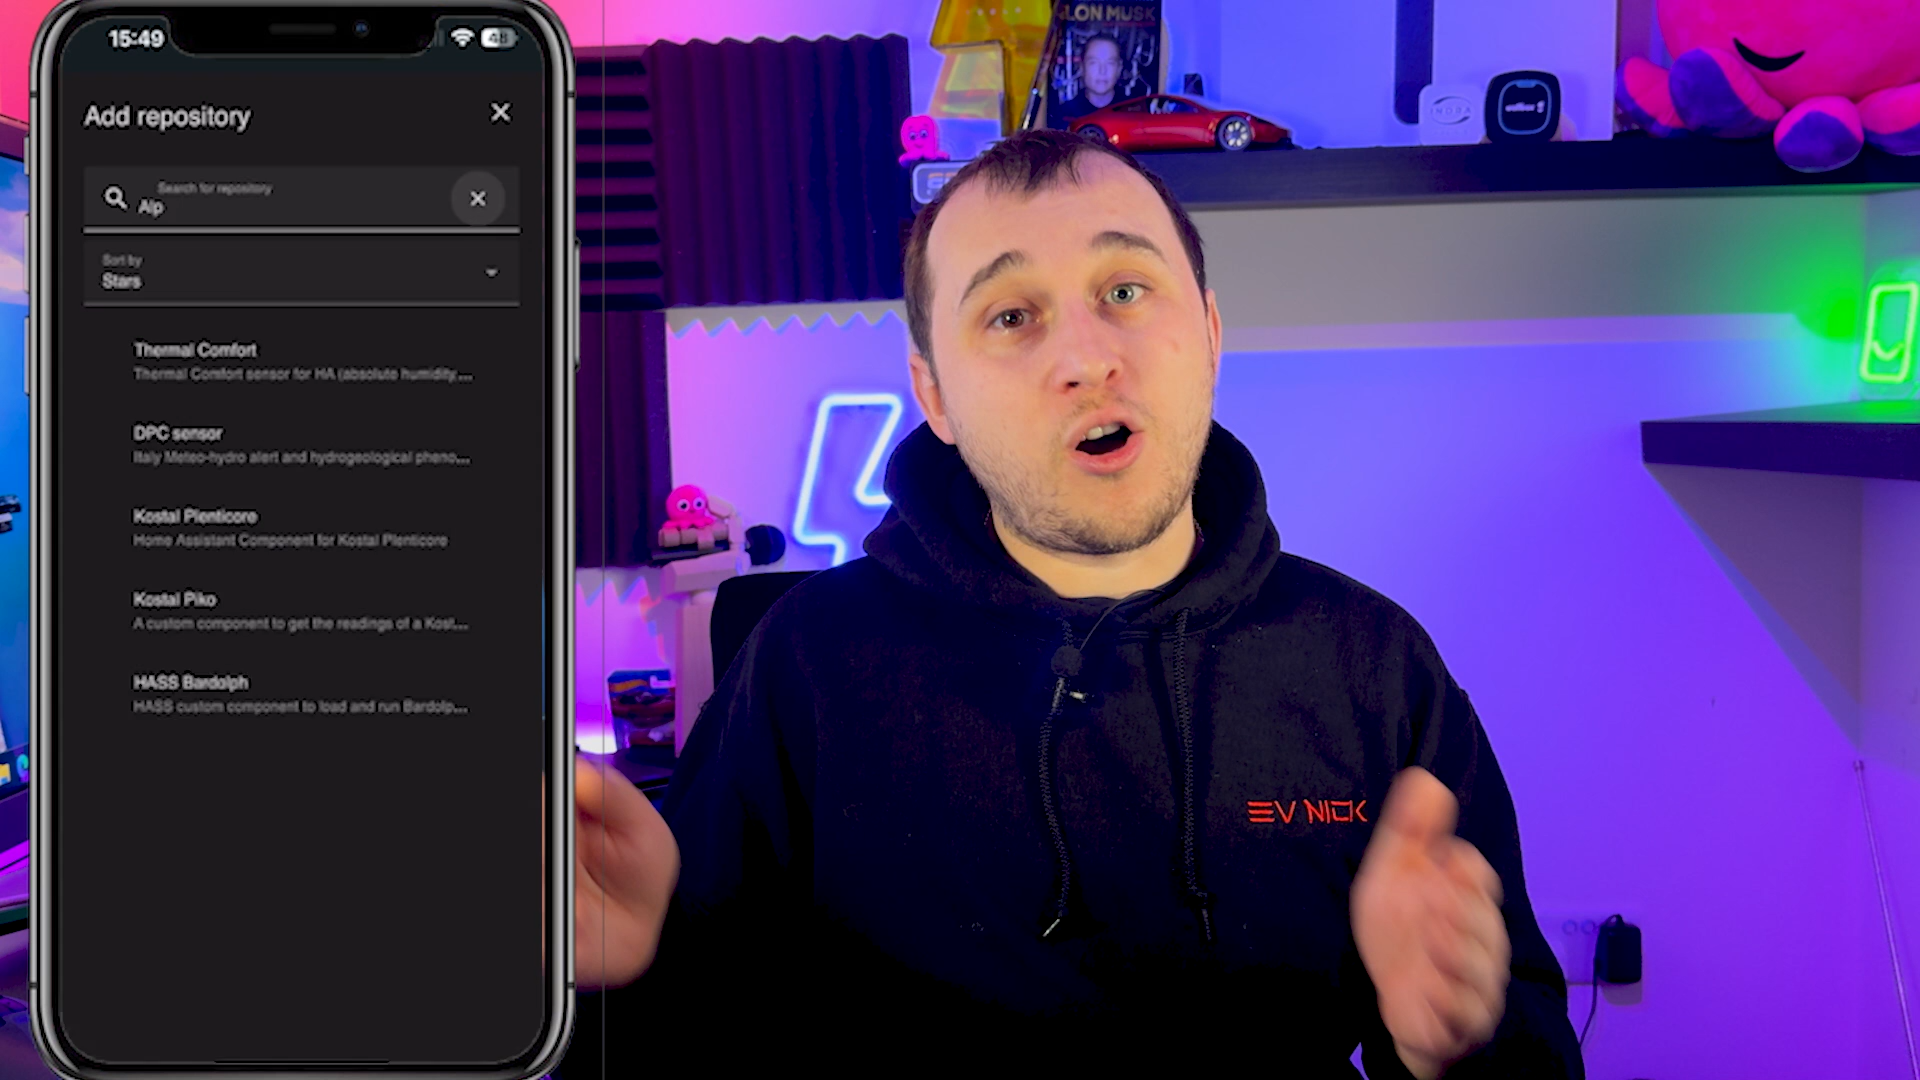 15:49
48
Add repository
Search for repository
Alp
Sort by
Stars
Thermal Comfort
Thermal Comfort sensor for HA (absolute humidity,...
DPC sensor
Italy Meteo-hydro alert and hydrogeological pheno...
Kostal Plenticore
Home Assistant Component for Kostal Plenticore
Kostal Piko
A custom component to get the readings of a Kost...
HASS Bardolph
HASS custom component to load and run Bardolp...
ELON MUSK
INDRA
EV NICK